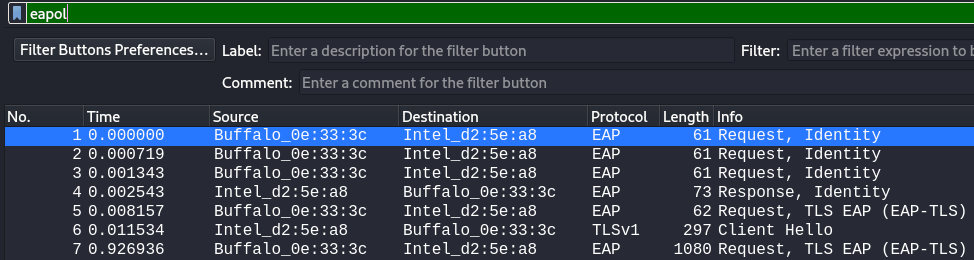 eapol
Filter Buttons Preferences... Label: Enter a description for the filter button Filter: Enter a filter expression to b
Comment: Enter a comment for the filter button
No. Time Source Destination Protocol Length Info
1 0.000000 Buffalo_0e:33:3c Intel_d2:5e:a8 EAP 61 Request, Identity
2 0.000719 Buffalo_0e:33:3c Intel_d2:5e:a8 EAP 61 Request, Identity
3 0.001343 Buffalo_0e:33:3c Intel_d2:5e:a8 EAP 61 Request, Identity
4 0.002543 Intel_d2:5e:a8 Buffalo_0e:33:3c EAP 73 Response, Identity
5 0.008157 Buffalo_0e:33:3c Intel_d2:5e:a8 EAP 62 Request, TLS EAP (EAP-TLS)
6 0.011534 Intel_d2:5e:a8 Buffalo_0e:33:3c TLSv1 297 Client Hello
7 0.926936 Buffalo_0e:33:3c Intel_d2:5e:a8 EAP 1080 Request, TLS EAP (EAP-TLS)